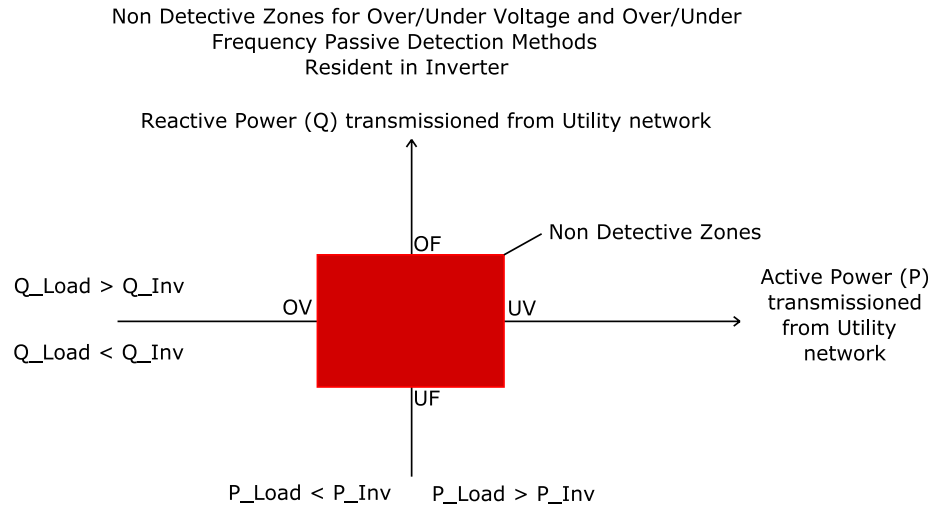 Non Detective Zones for Over/Under Voltage and Over/Under
Frequency Passive Detection Methods
Resident in Inverter
Reactive Power (Q) transmissioned from Utility network
OF
Non Detective Zones
Q_Load > Q_Inv
OV
UV
Active Power (P)
transmissioned
from Utility
network
Q_Load < Q_Inv
UF
P_Load < P_Inv
P_Load > P_Inv